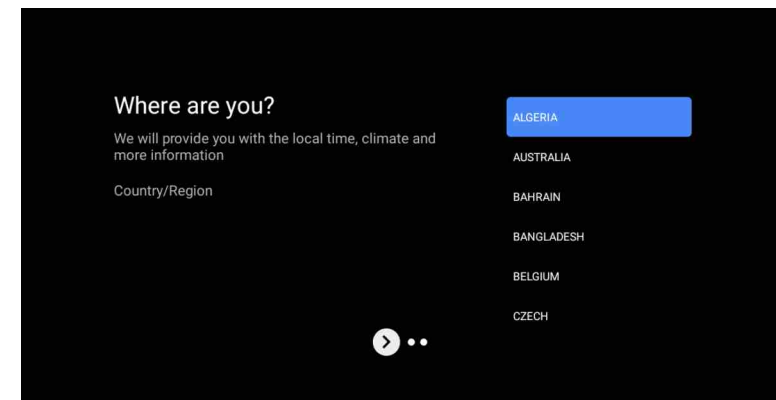 Where are you?
We will provide you with the local time, climate and
more information
Country/Region
ALGERIA
AUSTRALIA
BAHRAIN
BANGLADESH
BELGIUM
CZECH